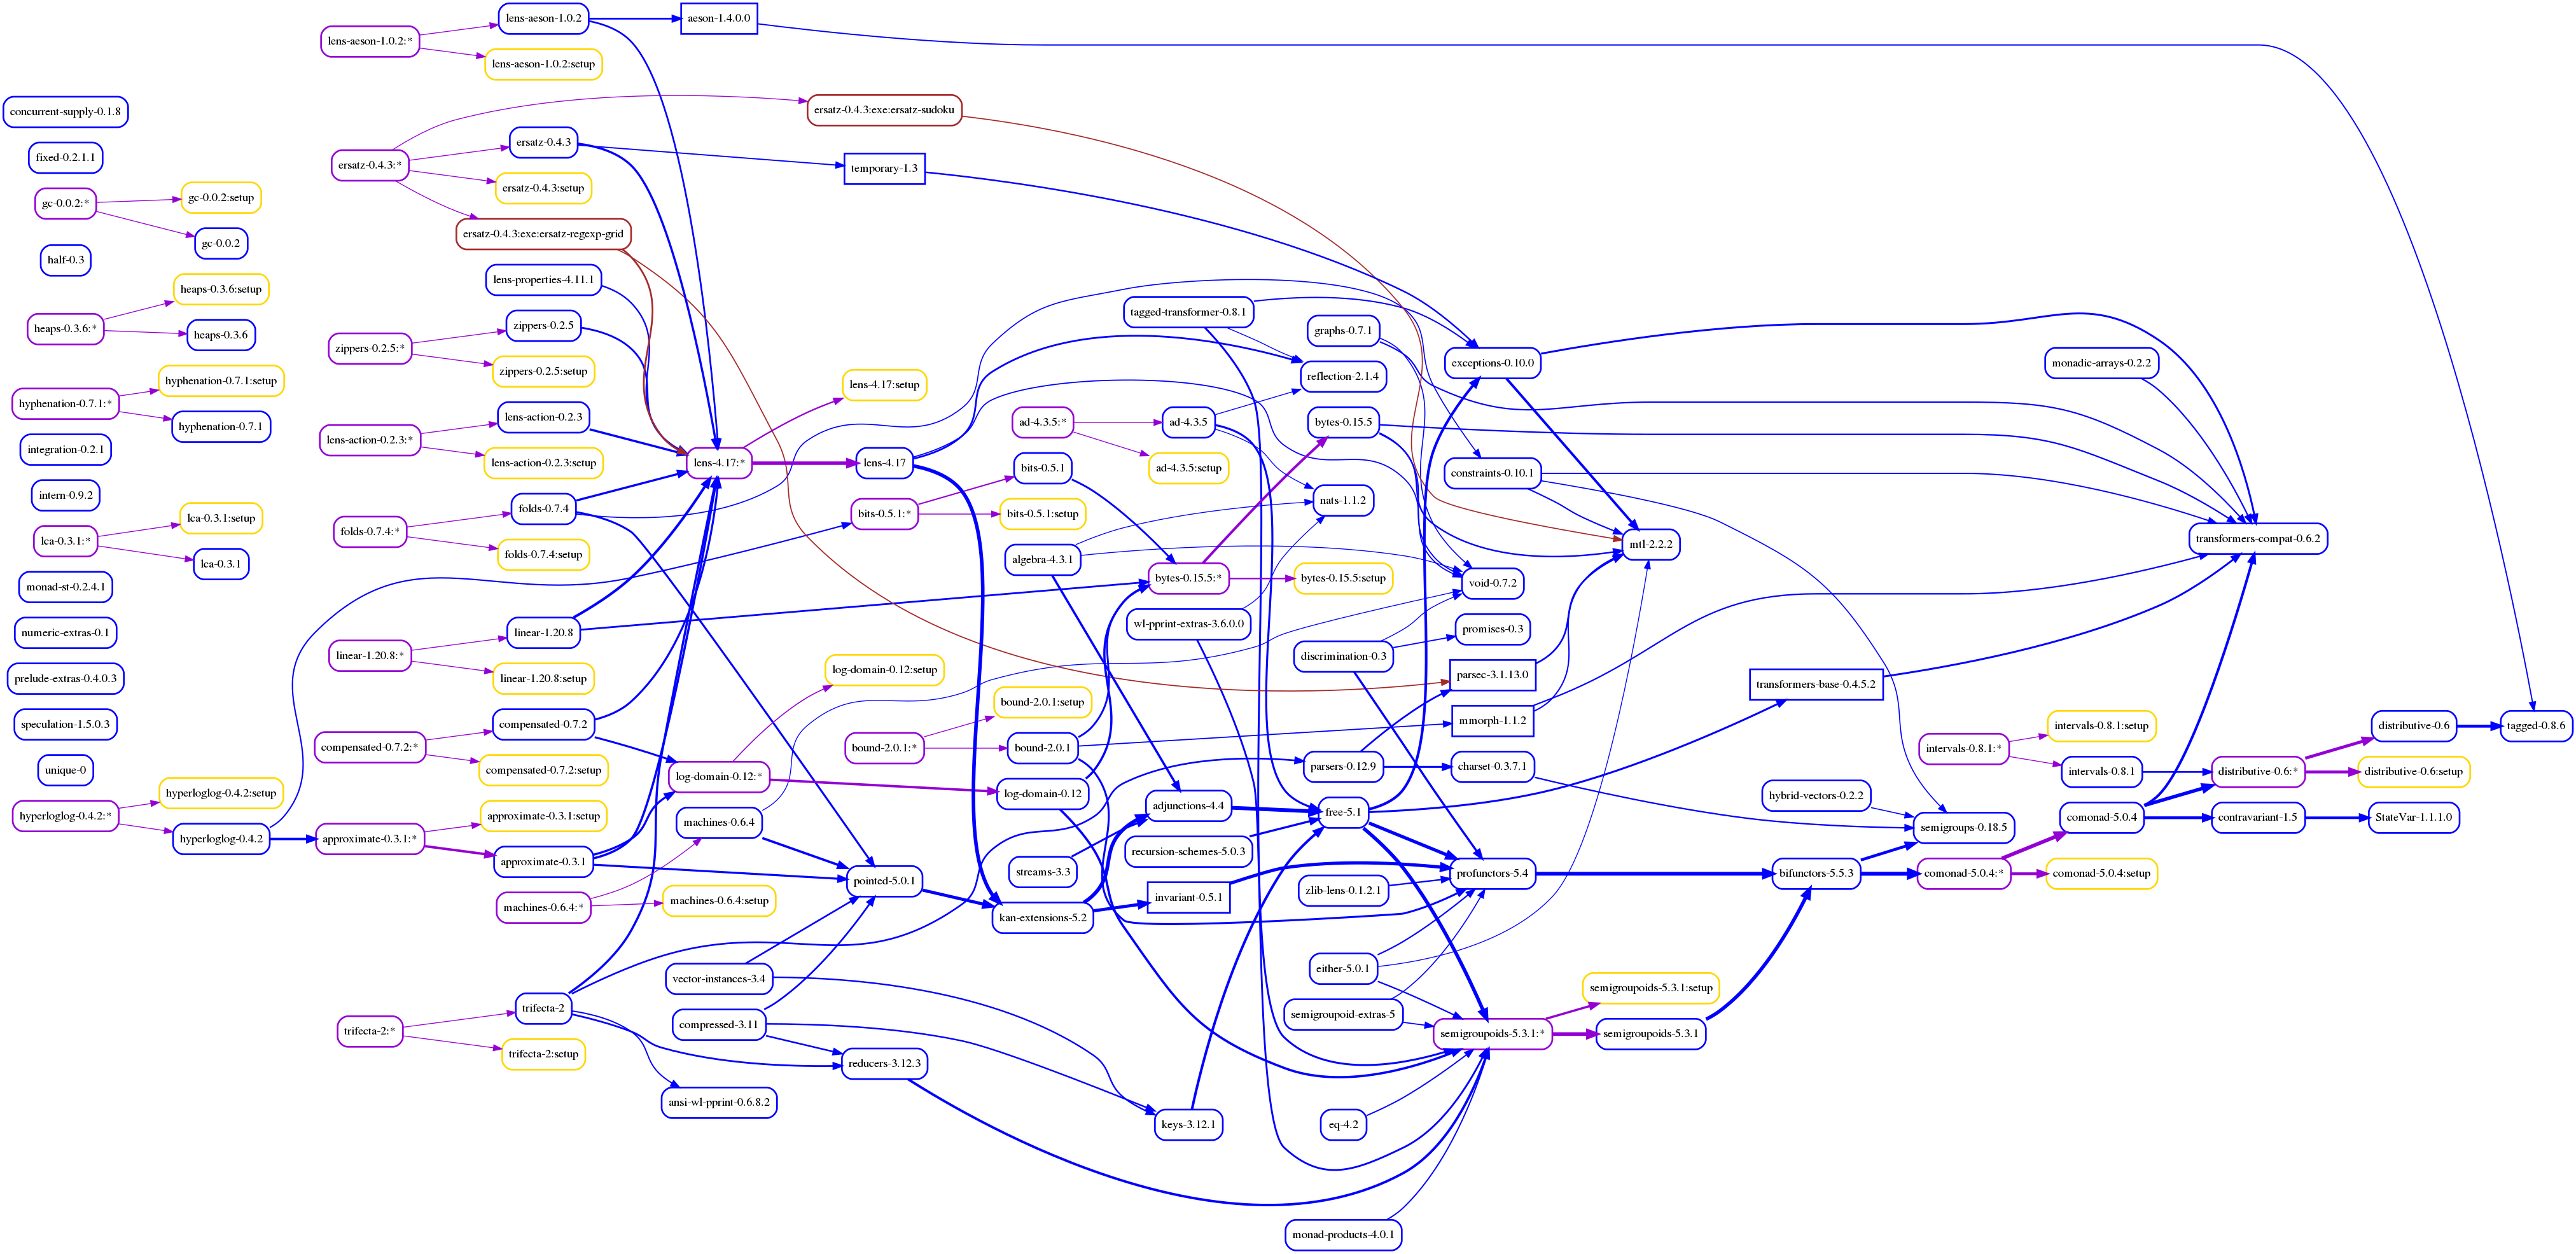 concurrent-supply-0.1.8
fixed-0.2.1.1
gc-0.0.2:*
gc-0.0.2:setup
gc-0.0.2
half-0.3
heaps-0.3.6:*
heaps-0.3.6:setup
heaps-0.3.6
hyphenation-0.7.1:*
hyphenation-0.7.1:setup
hyphenation-0.7.1
integration-0.2.1
intern-0.9.2
lca-0.3.1:*
lca-0.3.1:setup
lca-0.3.1
monad-st-0.2.4.1
numeric-extras-0.1
prelude-extras-0.4.0.3
speculation-1.5.0.3
unique-0
hyperloglog-0.4.2:*
hyperloglog-0.4.2:setup
hyperloglog-0.4.2
lens-aeson-1.0.2:*
ersatz-0.4.3:*
zippers-0.2.5:*
lens-action-0.2.3:*
folds-0.7.4:*
linear-1.20.8:*
compensated-0.7.2:*
approximate-0.3.1:*
trifecta-2:*
lens-aeson-1.0.2
lens-aeson-1.0.2:setup
ersatz-0.4.3
ersatz-0.4.3:setup
ersatz-0.4.3:exe:ersatz-regexp-grid
lens-properties-4.11.1
zippers-0.2.5
zippers-0.2.5:setup
lens-action-0.2.3
lens-action-0.2.3:setup
folds-0.7.4
folds-0.7.4:setup
linear-1.20.8
linear-1.20.8:setup
compensated-0.7.2
compensated-0.7.2:setup
approximate-0.3.1:setup
approximate-0.3.1
machines-0.6.4:*
trifecta-2
trifecta-2:setup
aeson-1.4.0.0
lens-4.17:*
log-domain-0.12:*
machines-0.6.4
machines-0.6.4:setup
vector-instances-3.4
compressed-3.11
ansi-wl-pprint-0.6.8.2
ersatz-0.4.3:exe:ersatz-sudoku
temporary-1.3
lens-4.17:setup
lens-4.17
bits-0.5.1:*
log-domain-0.12:setup
bound-2.0.1:*
pointed-5.0.1
reducers-3.12.3
ad-4.3.5:*
bits-0.5.1
bits-0.5.1:setup
algebra-4.3.1
bound-2.0.1:setup
bound-2.0.1
log-domain-0.12
streams-3.3
kan-extensions-5.2
tagged-transformer-0.8.1
ad-4.3.5
ad-4.3.5:setup
bytes-0.15.5:*
wl-pprint-extras-3.6.0.0
adjunctions-4.4
recursion-schemes-5.0.3
invariant-0.5.1
keys-3.12.1
graphs-0.7.1
reflection-2.1.4
bytes-0.15.5
nats-1.1.2
bytes-0.15.5:setup
discrimination-0.3
parsers-0.12.9
free-5.1
zlib-lens-0.1.2.1
either-5.0.1
semigroupoid-extras-5
eq-4.2
monad-products-4.0.1
exceptions-0.10.0
constraints-0.10.1
void-0.7.2
promises-0.3
parsec-3.1.13.0
mmorph-1.1.2
charset-0.3.7.1
profunctors-5.4
semigroupoids-5.3.1:*
mtl-2.2.2
semigroupoids-5.3.1:setup
semigroupoids-5.3.1
transformers-base-0.4.5.2
hybrid-vectors-0.2.2
bifunctors-5.5.3
intervals-0.8.1:*
semigroups-0.18.5
comonad-5.0.4:*
monadic-arrays-0.2.2
intervals-0.8.1:setup
intervals-0.8.1
comonad-5.0.4
comonad-5.0.4:setup
transformers-compat-0.6.2
distributive-0.6:*
contravariant-1.5
distributive-0.6
distributive-0.6:setup
StateVar-1.1.1.0
tagged-0.8.6